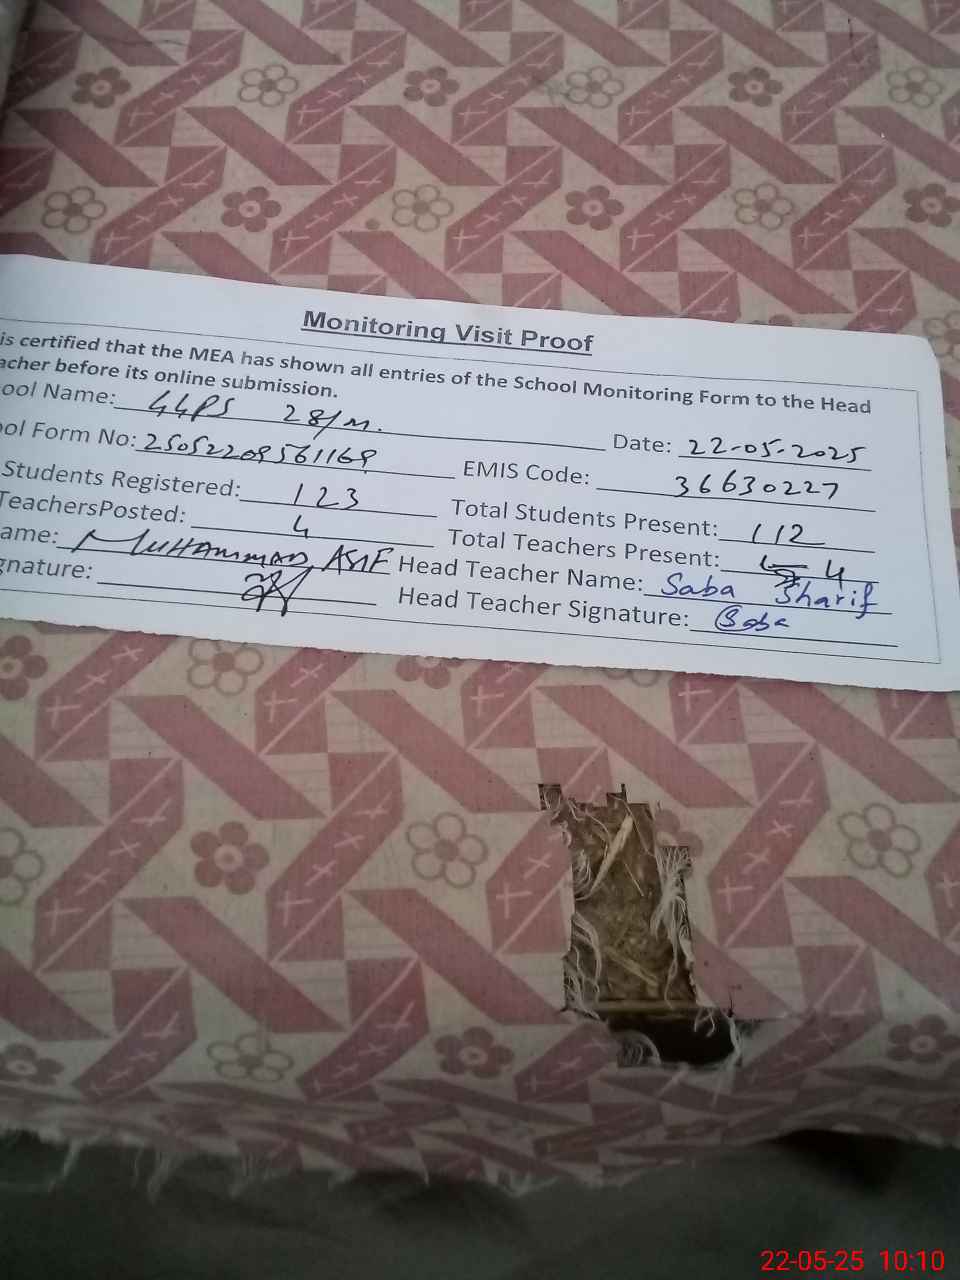 Monitoring Visit Proof
is certified that the MEA has shown all entries of the School Monitoring Form to the Head
acher before its online submission.
ool Name: GGPS 281/M. Date: 22-05-2025
ool Form No: 2505220956116 EMIS Code: 36630227
Students Registered: 123 Total Students Present: 112
TeachersPosted: 4 Total Teachers Present: 4
ame: MUHAMMAD ASIF Head Teacher Name: Saba Sharif
gnature: Head Teacher Signature: Saba
22-05-25 10:10